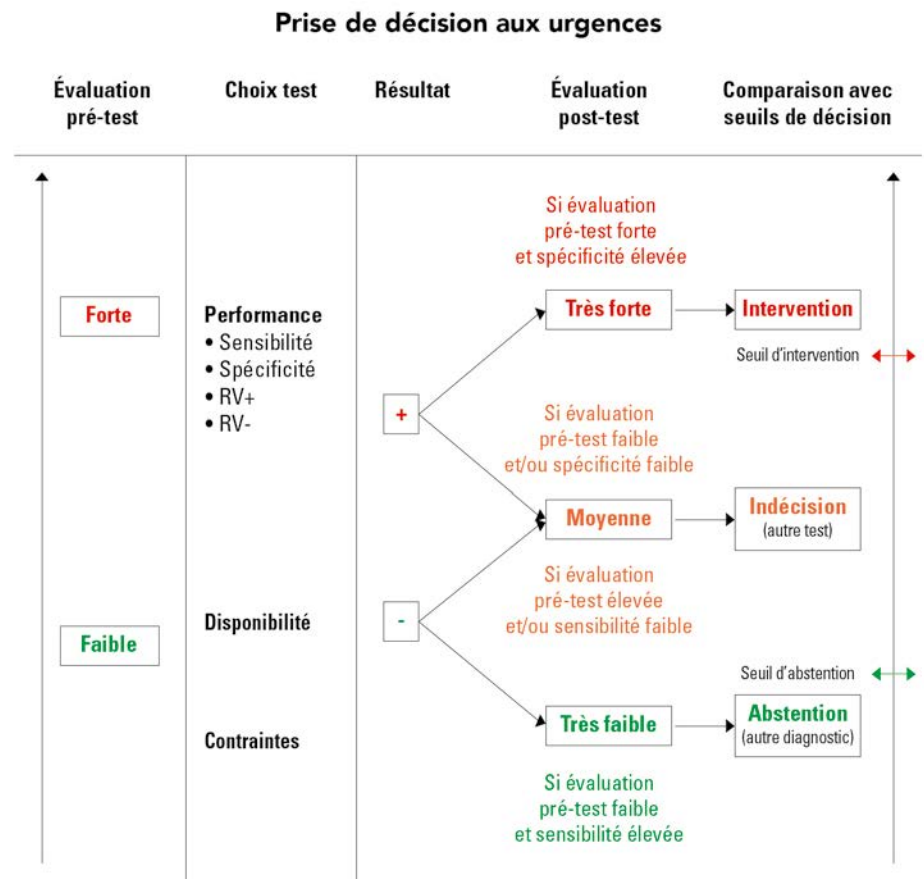 Prise de décision aux urgences
Évaluation
pré-test
Choix test
Résultat
Évaluation
post-test
Comparaison avec
seuils de décision
Forte
Faible
Performance
• Sensibilité
• Spécificité
• RV+
• RV-
Disponibilité
Contraintes
+
-
Si évaluation
pré-test forte
et spécificité élevée
Très forte
Si évaluation
pré-test faible
et/ou spécificité faible
Moyenne
Si évaluation
pré-test élevée
et/ou sensibilité faible
Très faible
Si évaluation
pré-test faible
et sensibilité élevée
Intervention
Seuil d'intervention
Indécision
(autre test)
Seuil d'abstention
Abstention
(autre diagnostic)